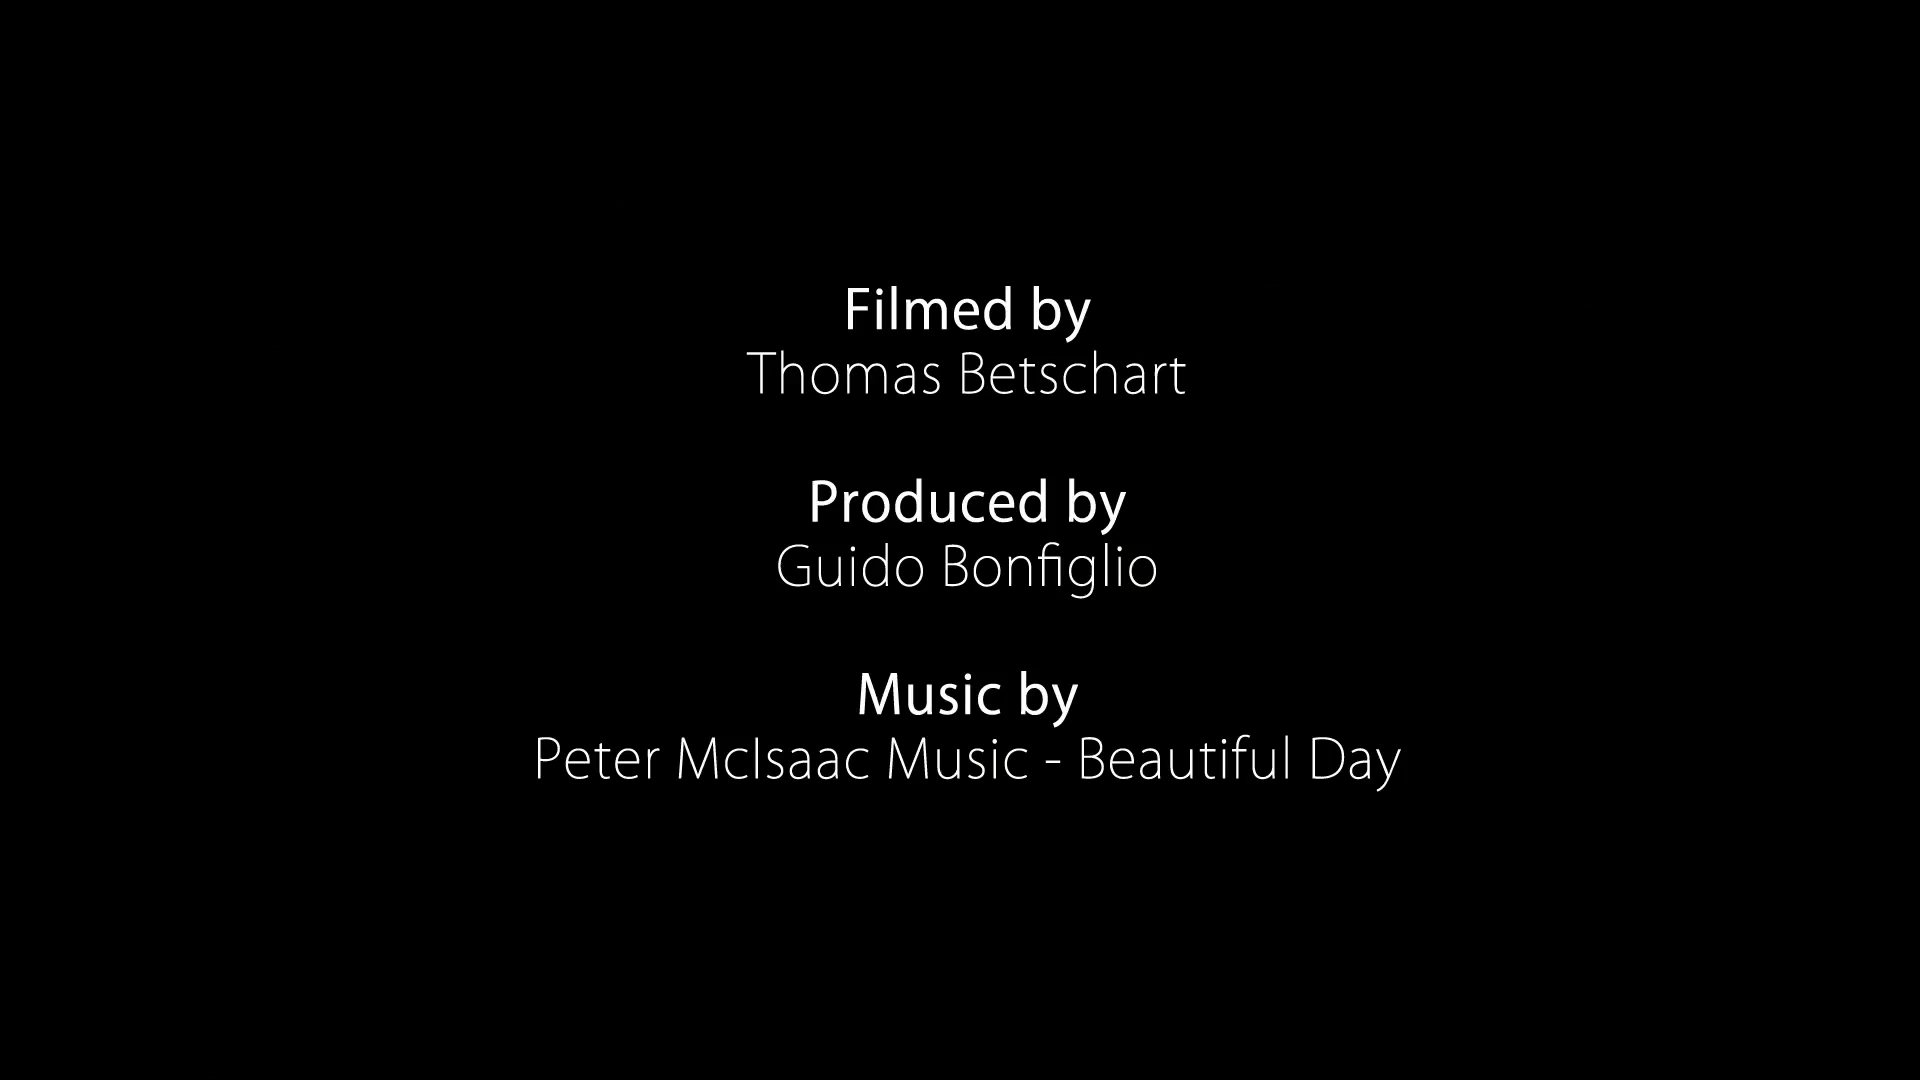 Filmed by
Thomas Betschart
Produced by
Guido Bonfiglio
Music by
Peter McIsaac Music - Beautiful Day